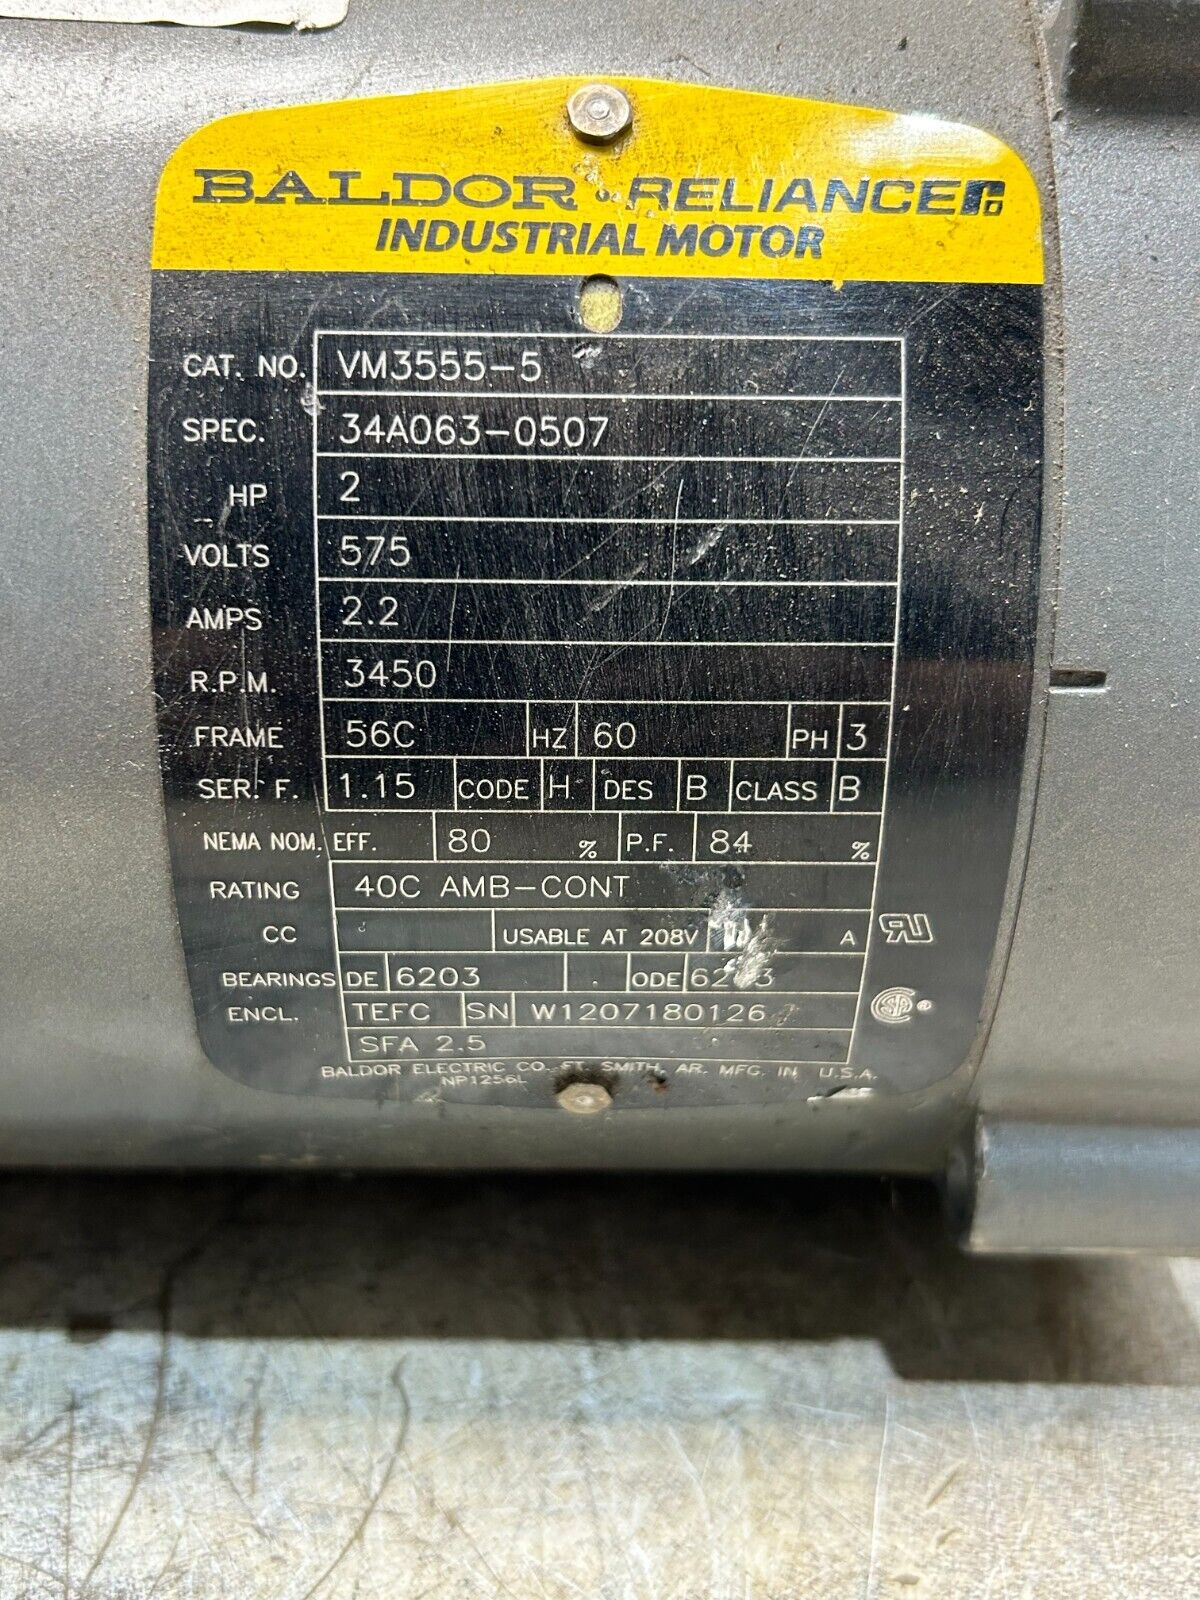 BALDOR • RELIANCE
INDUSTRIAL MOTOR
CAT. NO. VM3555-5
SPEC. 34A063-0507
HP 2
VOLTS 575
AMPS 2.2
R.P.M. 3450
FRAME 56C HZ 60 PH 3
SER. F. 1.15 CODE H DES B CLASS B
NEMA NOM. EFF. 80 % P.F. 84 %
RATING 40C AMB-CONT
CC USABLE AT 208V A
BEARINGS DE 6203 ODE
ENCL. TEFC SN W1207180126
SFA 2.5
BALDOR ELECTRIC CO. FT. SMITH, AR. MFG. IN U.S.A.
NP1256L